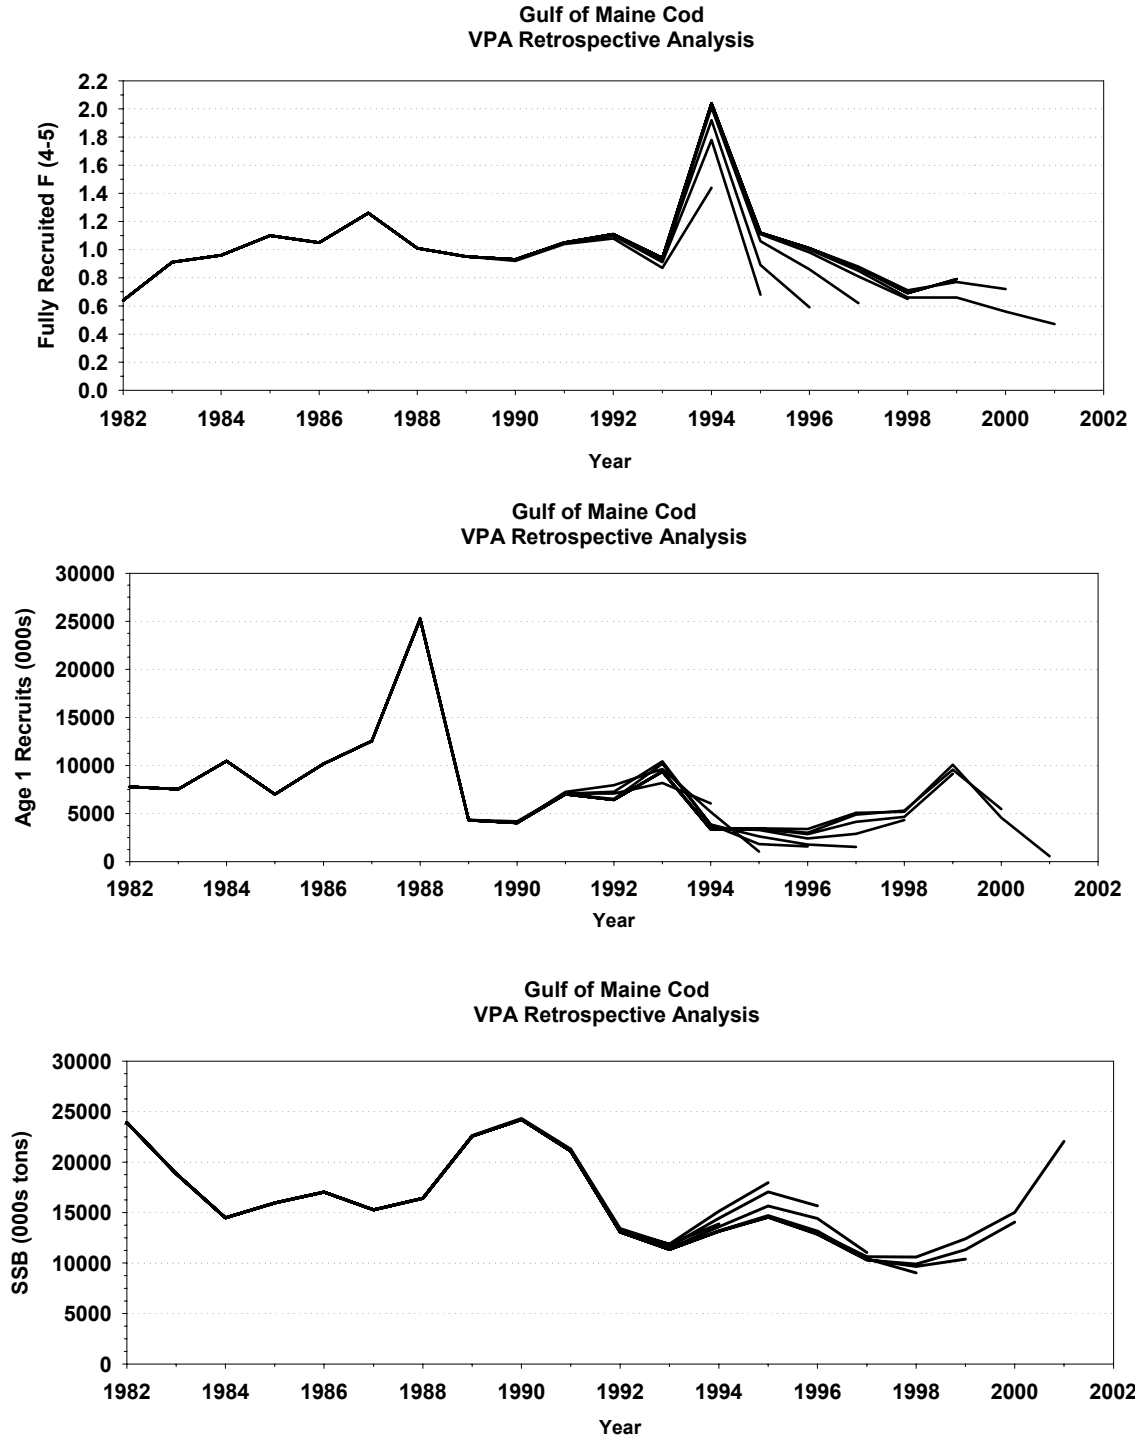 Gulf of Maine Cod
VPA Retrospective Analysis
Fully Recruited F (4-5)
2.2
2.0
1.8
1.6
1.4
1.2
1.0
0.8
0.6
0.4
0.2
0.0
1982 1984 1986 1988 1990 1992 1994 1996 1998 2000 2002
Year
Gulf of Maine Cod
VPA Retrospective Analysis
Age 1 Recruits (000s)
30000
25000
20000
15000
10000
5000
0
1982 1984 1986 1988 1990 1992 1994 1996 1998 2000 2002
Year
Gulf of Maine Cod
VPA Retrospective Analysis
SSB (000s tons)
30000
25000
20000
15000
10000
5000
0
1982 1984 1986 1988 1990 1992 1994 1996 1998 2000 2002
Year